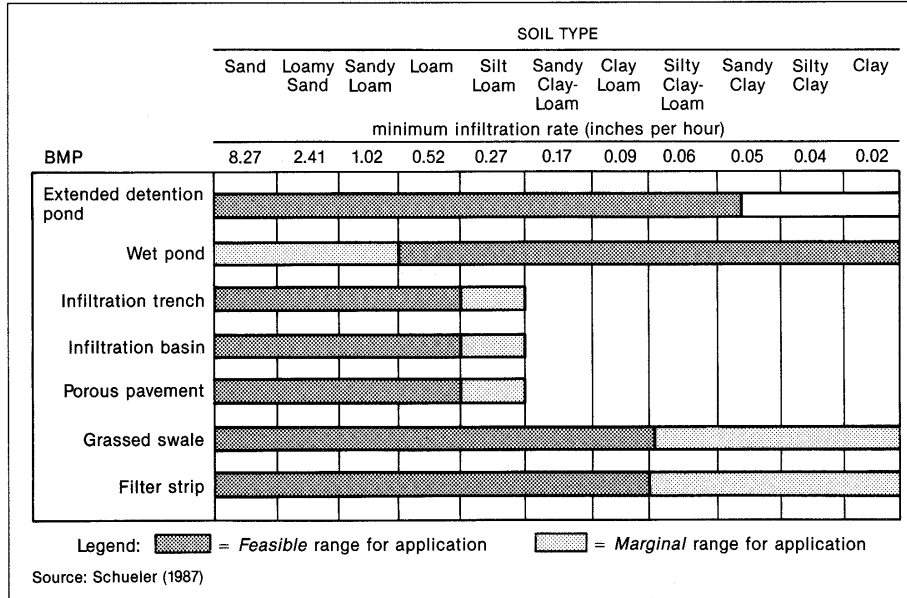 SOIL TYPE
Sand Loamy Sandy Loam Silt Sandy Clay Silty Sandy Silty Clay
Sand Loam Loam Clay- Loam Clay- Clay Clay
Loam Loam
minimum infiltration rate (inches per hour)
BMP 8.27 2.41 1.02 0.52 0.27 0.17 0.09 0.06 0.05 0.04 0.02
Extended detention
pond
Wet pond
Infiltration trench
Infiltration basin
Porous pavement
Grassed swale
Filter strip
Legend: = Feasible range for application = Marginal range for application
Source: Schueler (1987)